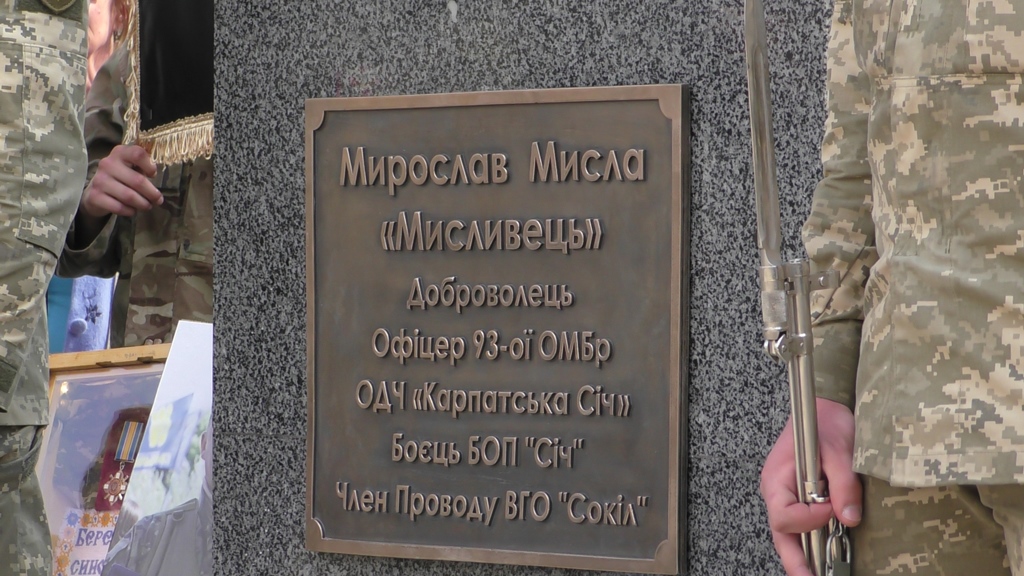 Мирослав Мисла
«Мисливець»
Доброволець
Офіцер 93-ої ОМБр
ОДЧ «Карпатська Січ»
Боєць БОП "Січ"
Член Проводу ВГО "Сокіл"